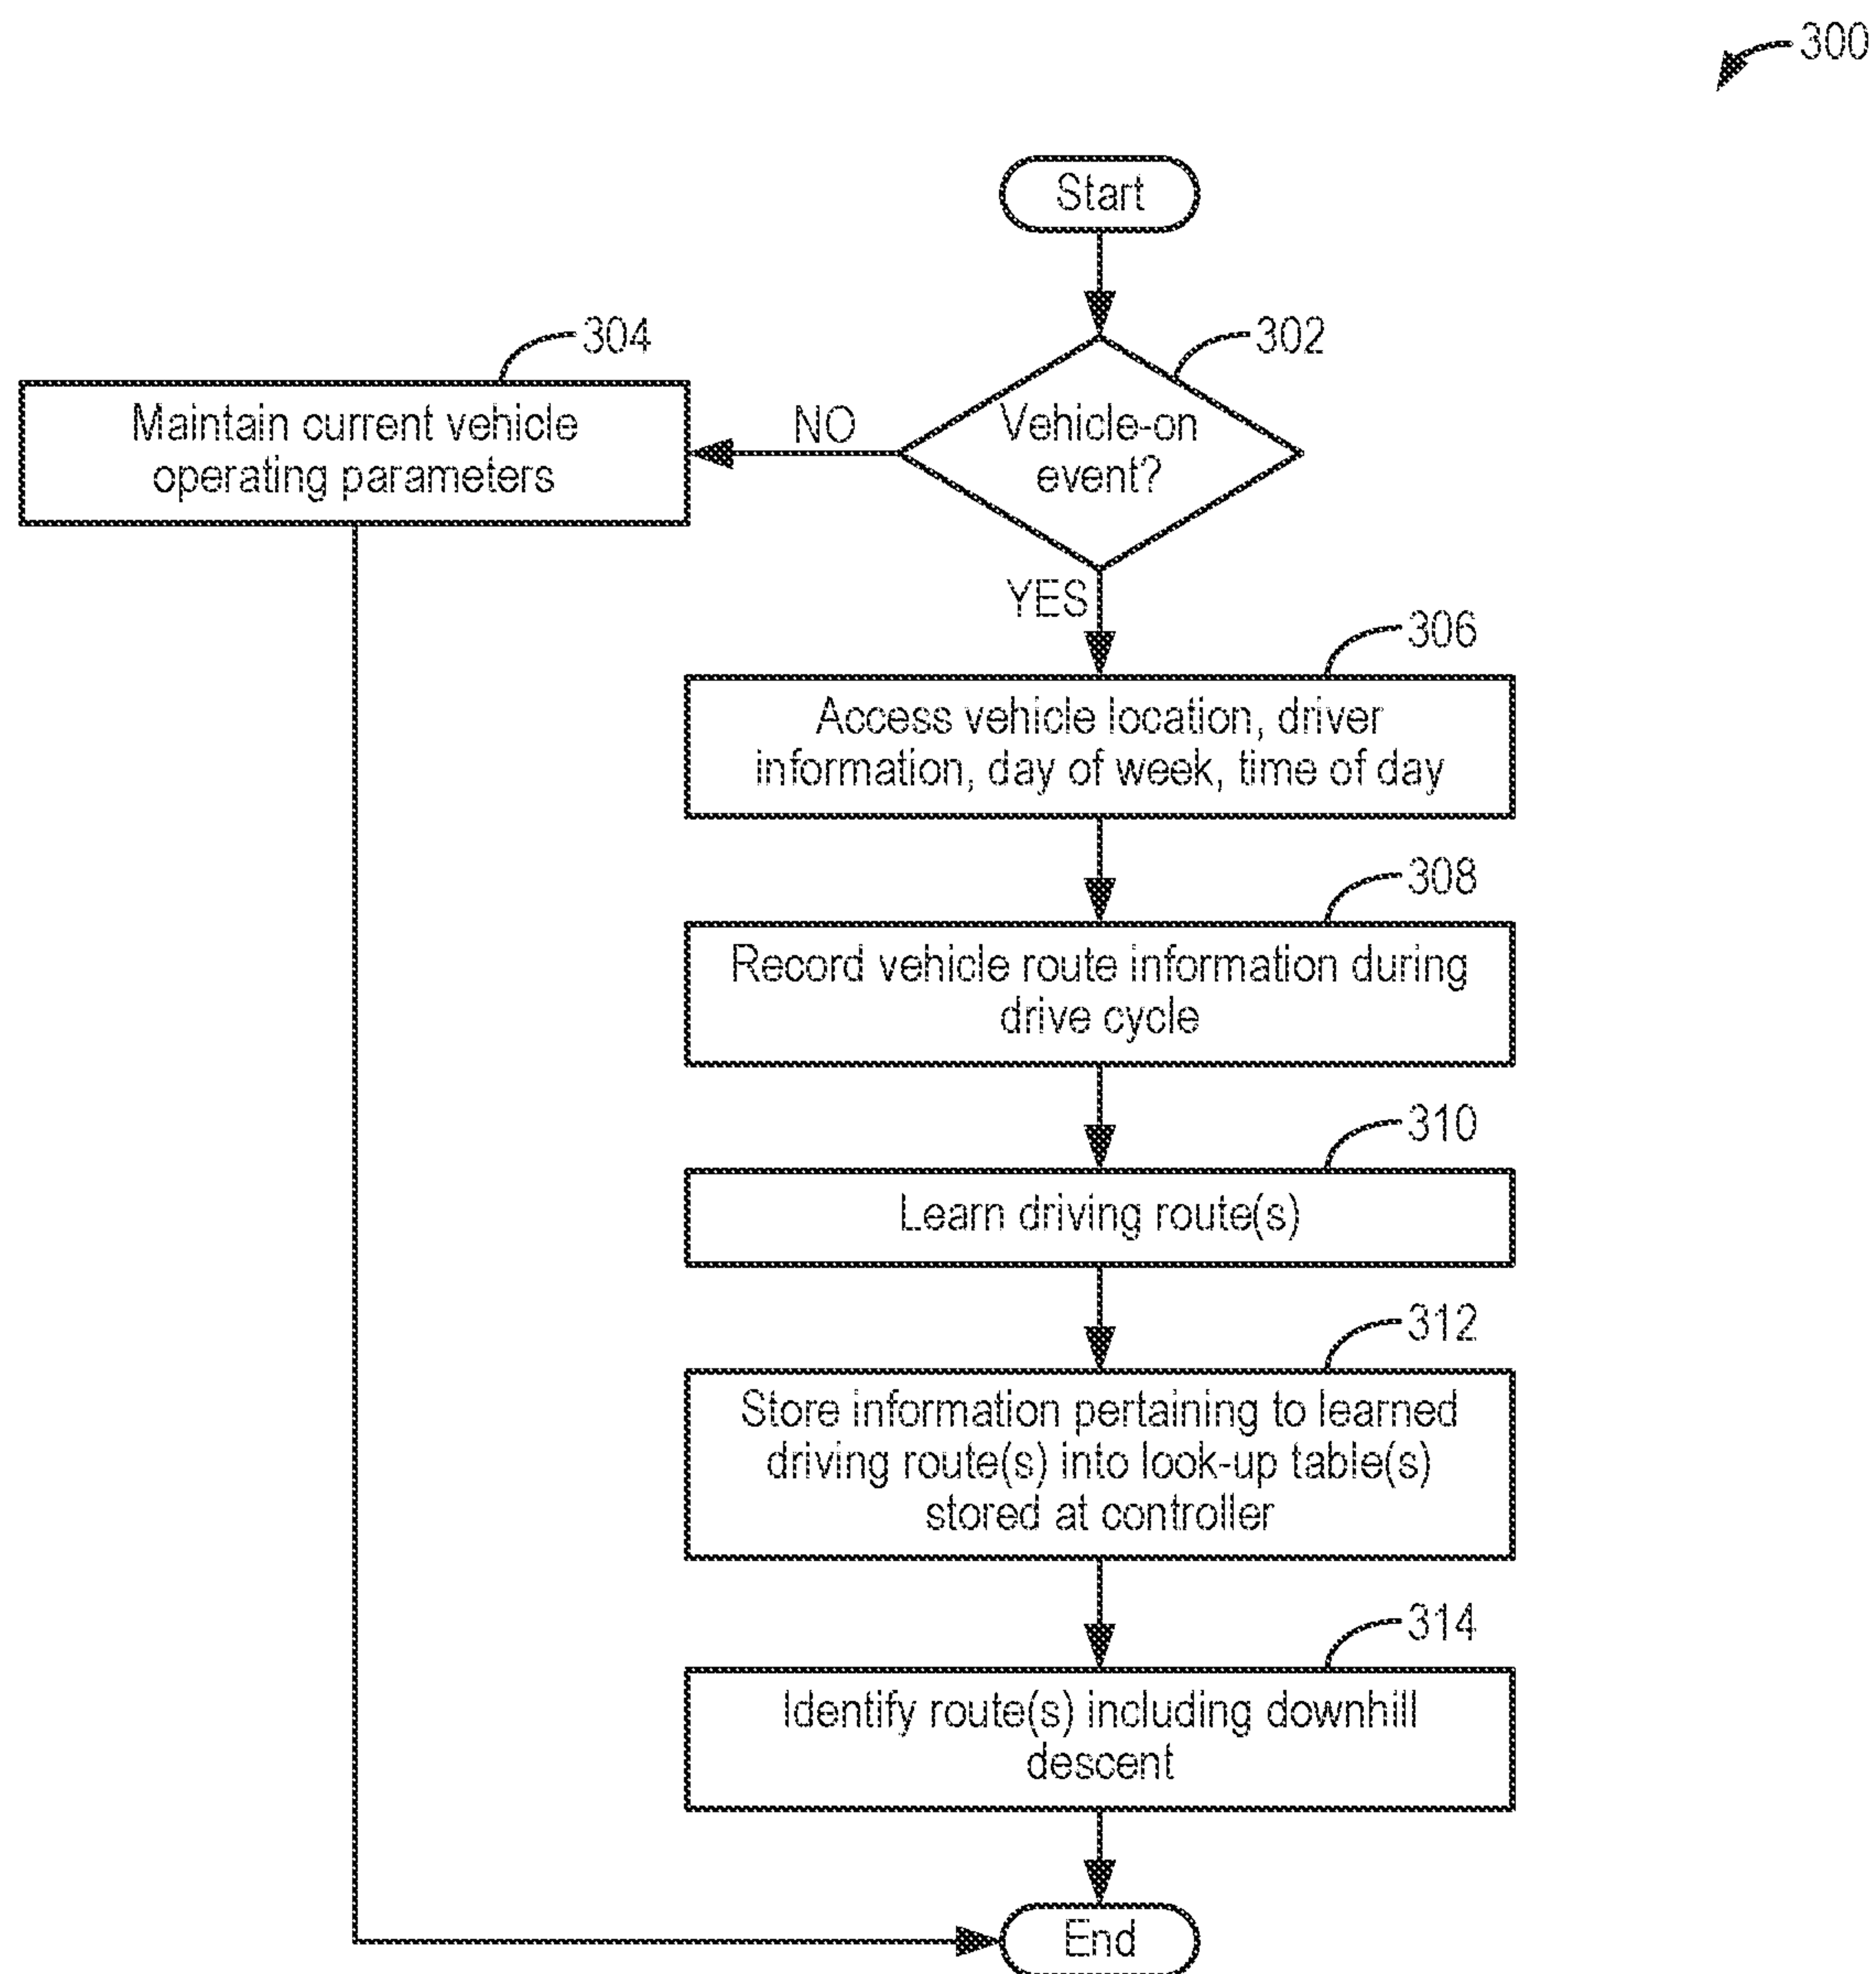 300
Start
304
302
Maintain current vehicle
operating parameters
NO
Vehicle-on
event?
YES
306
Access vehicle location, driver
information, day of week, time of day
308
Record vehicle route information during
drive cycle
310
Learn driving route(s)
312
Store information pertaining to learned
driving route(s) into look-up table(s)
stored at controller
314
Identify route(s) including downhill
descent
End